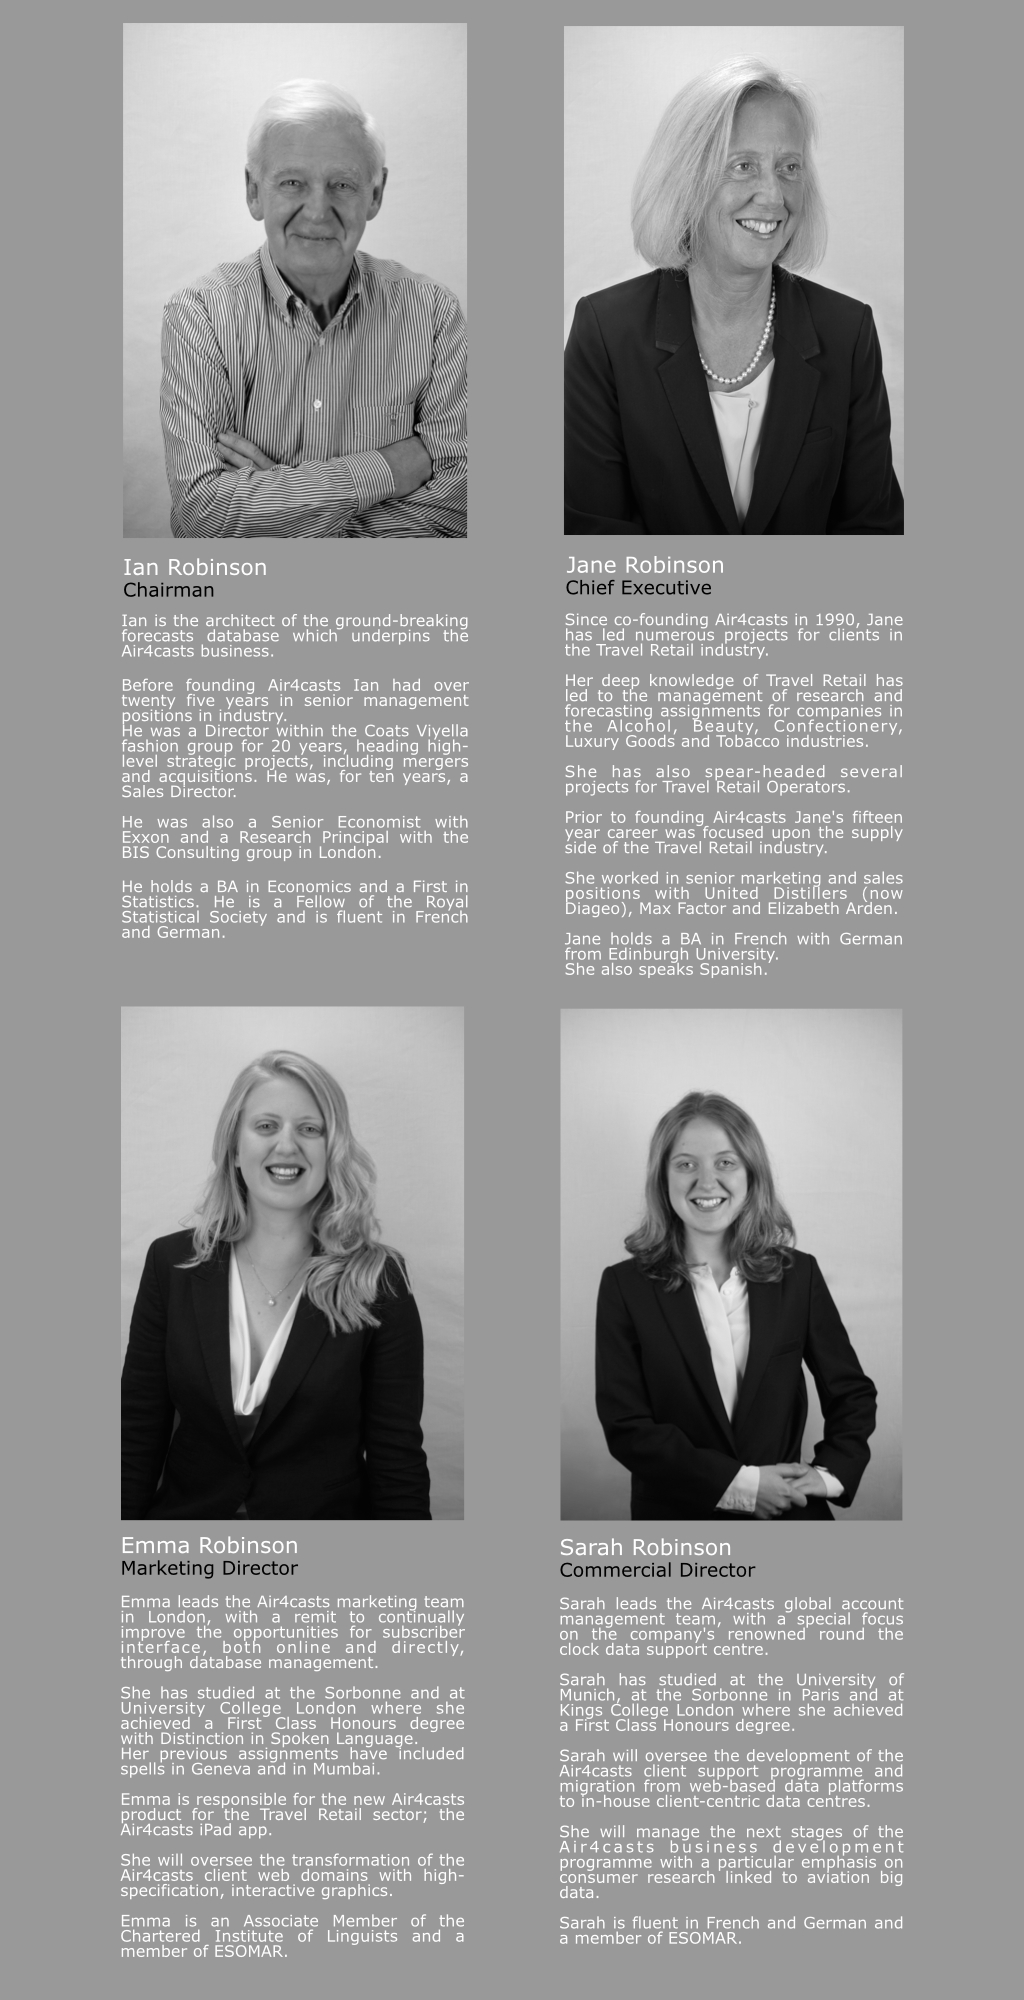 Ian Robinson
Chairman
Ian is the architect of the ground-breaking
forecasts database which underpins the
Air4casts business.
Before founding Air4casts Ian had over
twenty five years in senior management
positions in industry.
He was a Director within the Coats Viyella
fashion group for 20 years, heading high-
level strategic projects, including mergers
and acquisitions. He was, for ten years, a
Sales Director.
He was also a Senior Economist with
Exxon and a Research Principal with the
BIS Consulting group in London.
He holds a BA in Economics and a First in
Statistics. He is a Fellow of the Royal
Statistical Society and is fluent in French
and German.
Jane Robinson
Chief Executive
Since co-founding Air4casts in 1990, Jane
has led numerous projects for clients in
the Travel Retail industry.
Her deep knowledge of Travel Retail has
led to the management of research and
forecasting assignments for companies in
the Alcohol, Beauty, Confectionery,
Luxury Goods and Tobacco industries.
She has also spear-headed several
projects for Travel Retail Operators.
Prior to founding Air4casts Jane's fifteen
year career was focused upon the supply
side of the Travel Retail industry.
She worked in senior marketing and sales
positions with United Distillers (now
Diageo), Max Factor and Elizabeth Arden.
Jane holds a BA in French with German
from Edinburgh University.
She also speaks Spanish.
Emma Robinson
Marketing Director
Emma leads the Air4casts marketing team
in London, with a remit to continually
improve the opportunities for subscriber
interface, both online and directly,
through database management.
She has studied at the Sorbonne and at
University College London where she
achieved a First Class Honours degree
with Distinction in Spoken Language.
Her previous assignments have included
spells in Geneva and in Mumbai.
Emma is responsible for the new Air4casts
product for the Travel Retail sector; the
Air4casts iPad app.
She will oversee the transformation of the
Air4casts client web domains with high-
specification, interactive graphics.
Emma is an Associate Member of the
Chartered Institute of Linguists and a
member of ESOMAR.
Sarah Robinson
Commercial Director
Sarah leads the Air4casts global account
management team, with a special focus
on the company's renowned round the
clock data support centre.
Sarah has studied at the University of
Munich, at the Sorbonne in Paris and at
Kings College London where she achieved
a First Class Honours degree.
Sarah will oversee the development of the
Air4casts client support programme and
migration from web-based data platforms
to in-house client-centric data centres.
She will manage the next stages of the
Air4casts business development
programme with a particular emphasis on
consumer research linked to aviation big
data.
Sarah is fluent in French and German and
a member of ESOMAR.